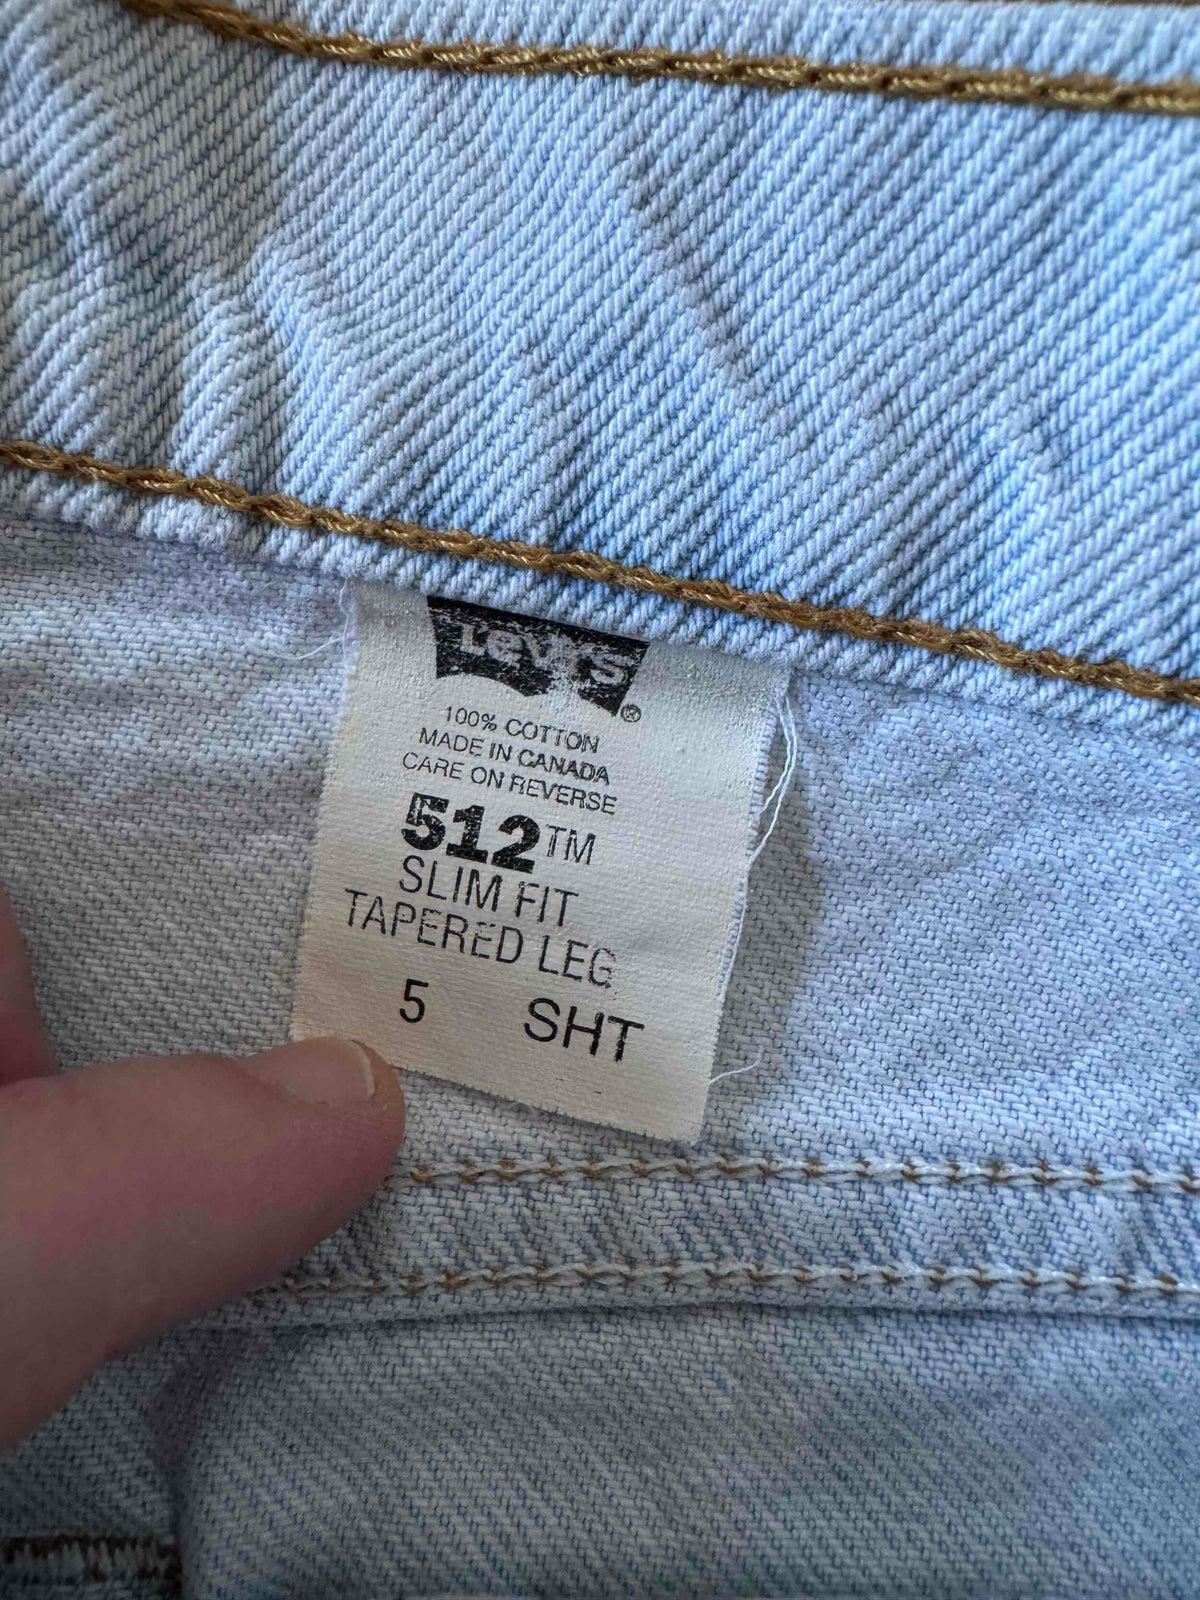 Levi's®
100% COTTON
MADE IN CANADA
CARE ON REVERSE
512™
SLIM FIT
TAPERED LEG
5 SHT